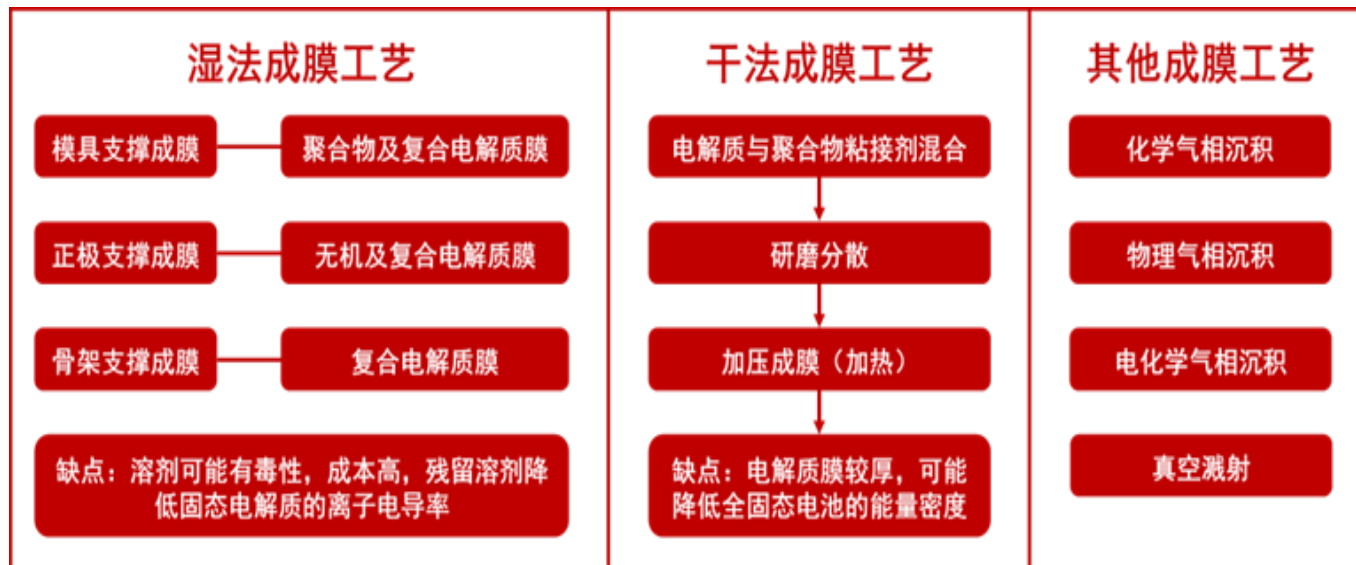 湿法成膜工艺
模具支撑成膜
聚合物及复合电解质膜
正极支撑成膜
无机及复合电解质膜
骨架支撑成膜
复合电解质膜
缺点：溶剂可能有毒性，成本高，残留溶剂降
低固态电解质的离子电导率
干法成膜工艺
电解质与聚合物粘接剂混合
研磨分散
加压成膜（加热）
缺点：电解质膜较厚，可能
降低全固态电池的能量密度
其他成膜工艺
化学气相沉积
物理气相沉积
电化学气相沉积
真空溅射